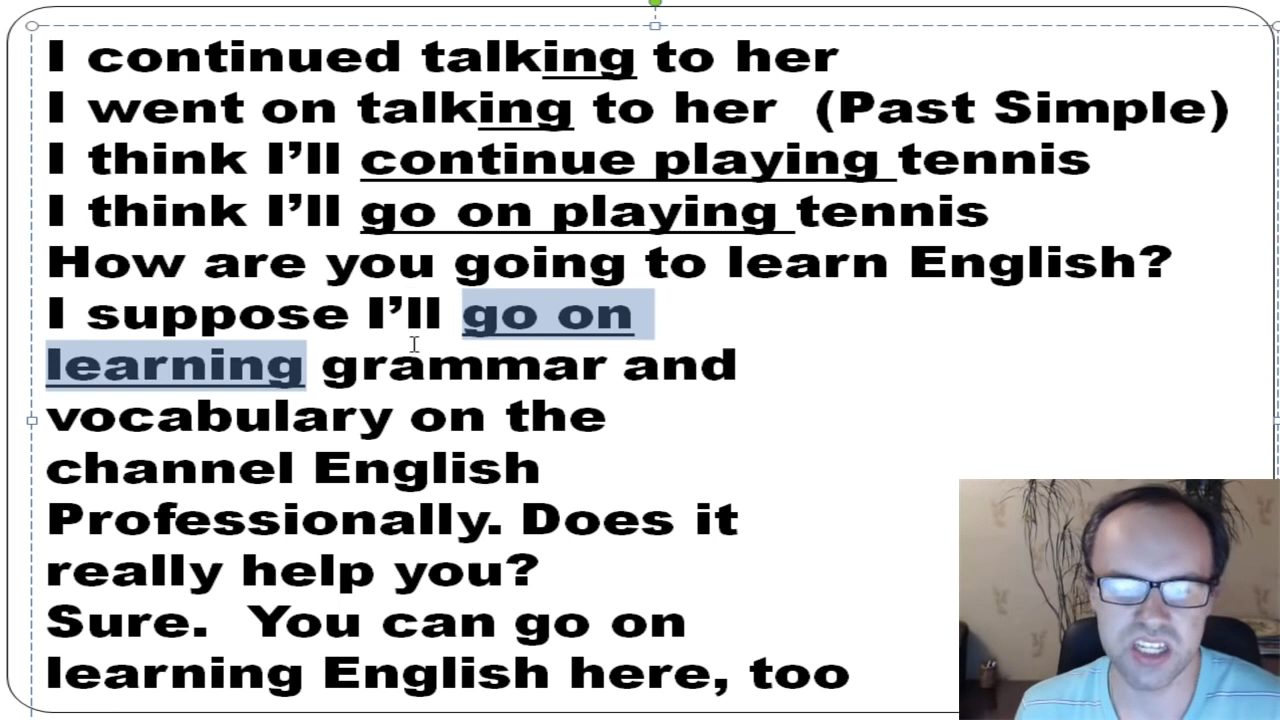 I continued talking to her
I went on talking to her (Past Simple)
I think I’ll continue playing tennis
I think I’ll go on playing tennis
How are you going to learn English?
I suppose I’ll go on
learning grammar and
vocabulary on the
channel English
Professionally. Does it
really help you?
Sure. You can go on
learning English here, too